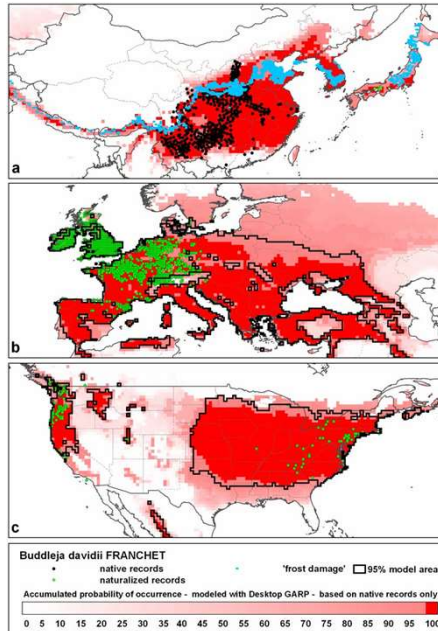 a
b
c
Buddleja davidii FRANCHET
native records
'frost damage'
95% model area
naturalized records
Accumulated probability of occurrence - modeled with Desktop GARP - based on native records only
0 5 10 15 20 25 30 35 40 45 50 55 60 65 70 75 80 85 90 95 100